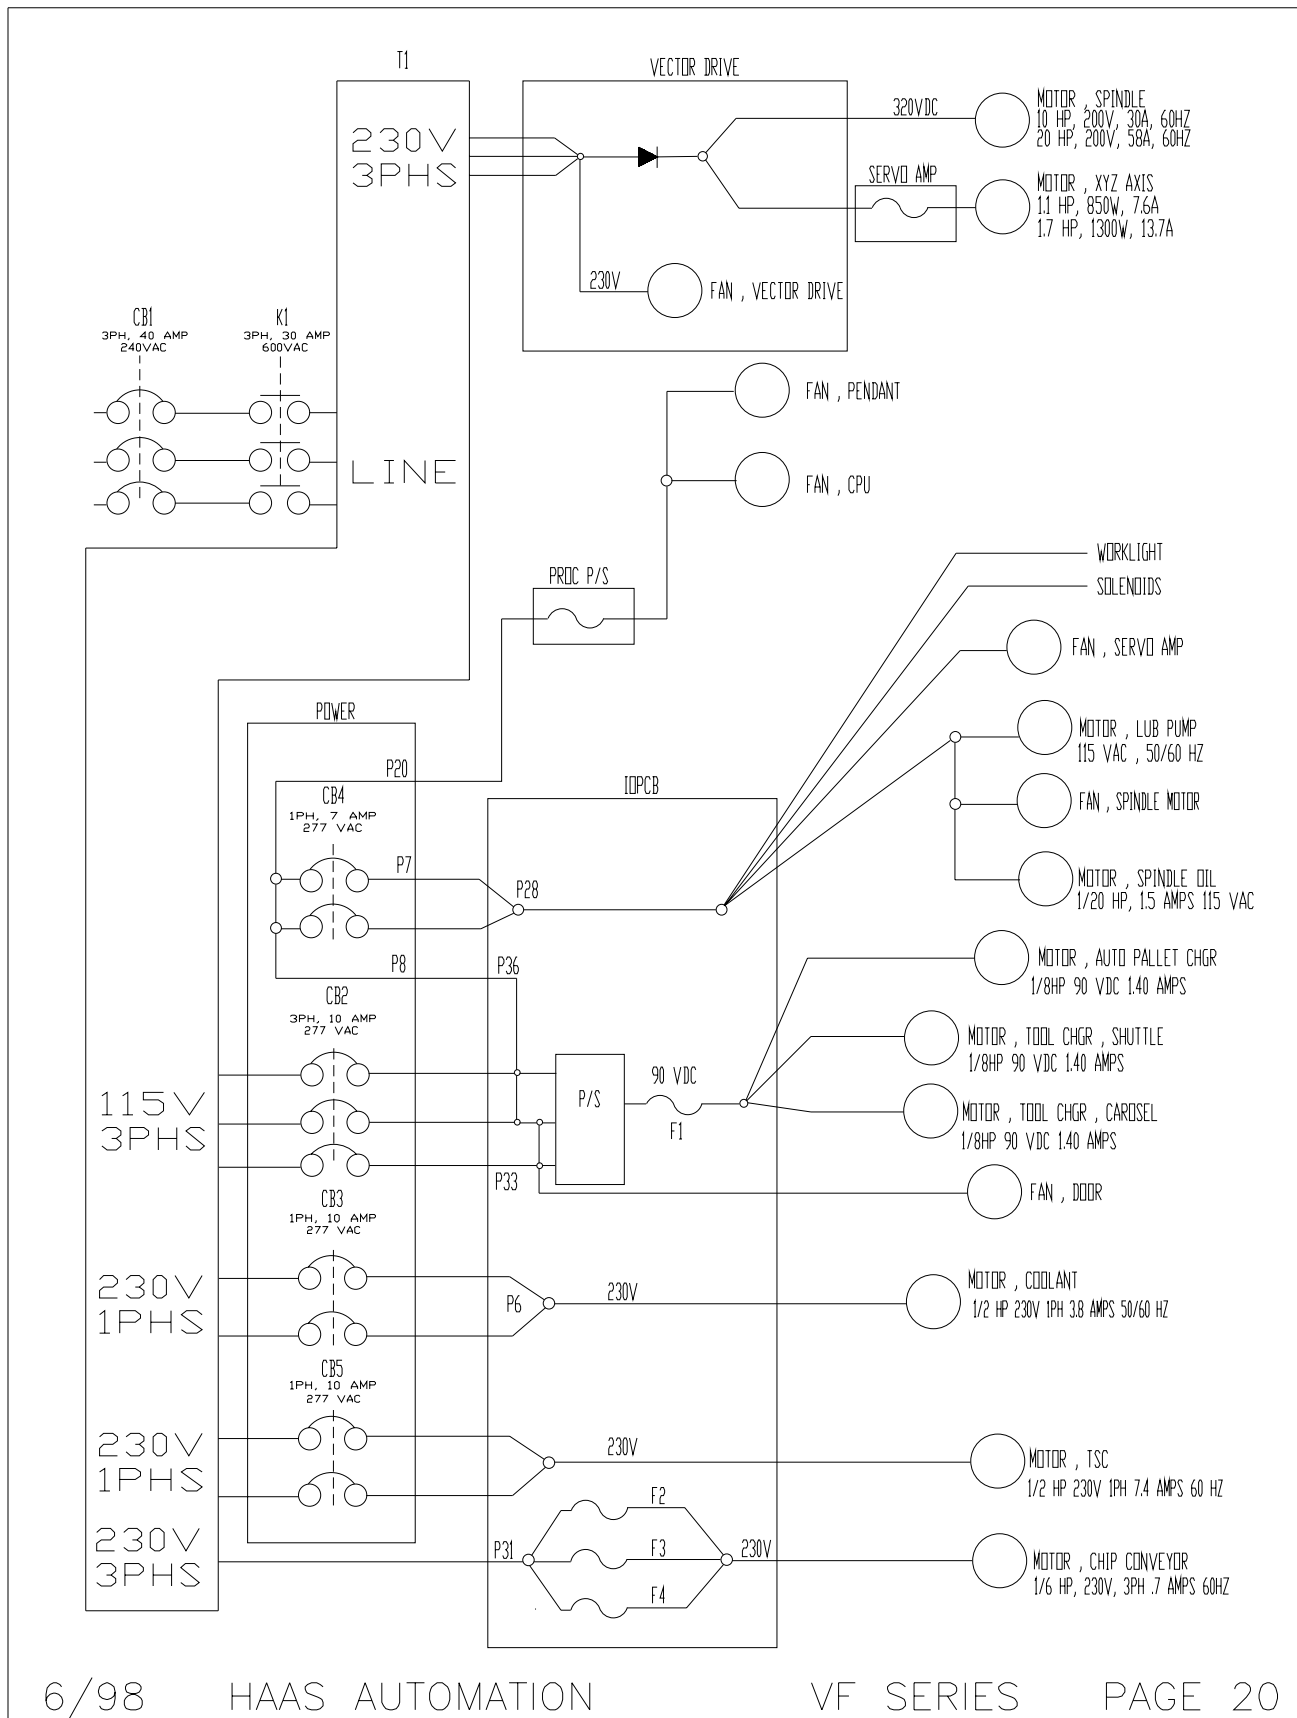 T1
VECTOR DRIVE
230V
3PHS
320VDC
MOTOR , SPINDLE
10 HP, 200V, 30A, 60HZ
20 HP, 200V, 58A, 60HZ
SERVO AMP
MOTOR , XYZ AXIS
1.1 HP, 850W, 7.6A
1.7 HP, 1300W, 13.7A
230V
FAN , VECTOR DRIVE
CB1
3PH, 40 AMP
240VAC
K1
3PH, 30 AMP
600VAC
LINE
FAN , PENDANT
FAN , CPU
PROC P/S
WORKLIGHT
SOLENOIDS
FAN , SERVO AMP
POWER
MOTOR , LUB PUMP
115 VAC , 50/60 HZ
P20
IOPCB
CB4
1PH, 7 AMP
277 VAC
FAN , SPINDLE MOTOR
P7
P28
MOTOR , SPINDLE OIL
1/20 HP, 1.5 AMPS 115 VAC
P8
P36
MOTOR , AUTO PALLET CHGR
1/8HP 90 VDC 1.40 AMPS
CB2
3PH, 10 AMP
277 VAC
MOTOR , TOOL CHGR , SHUTTLE
1/8HP 90 VDC 1.40 AMPS
115V
3PHS
P/S
90 VDC
F1
MOTOR , TOOL CHGR , CAROSEL
1/8HP 90 VDC 1.40 AMPS
P33
FAN , DOOR
CB3
1PH, 10 AMP
277 VAC
230V
1PHS
P6
230V
MOTOR , COOLANT
1/2 HP 230V 1PH 3.8 AMPS 50/60 HZ
CB5
1PH, 10 AMP
277 VAC
230V
1PHS
230V
MOTOR , TSC
1/2 HP 230V 1PH 7.4 AMPS 60 HZ
230V
3PHS
P31
F2
F3
F4
230V
MOTOR , CHIP CONVEYOR
1/6 HP, 230V, 3PH .7 AMPS 60HZ
6/98 HAAS AUTOMATION VF SERIES PAGE 20